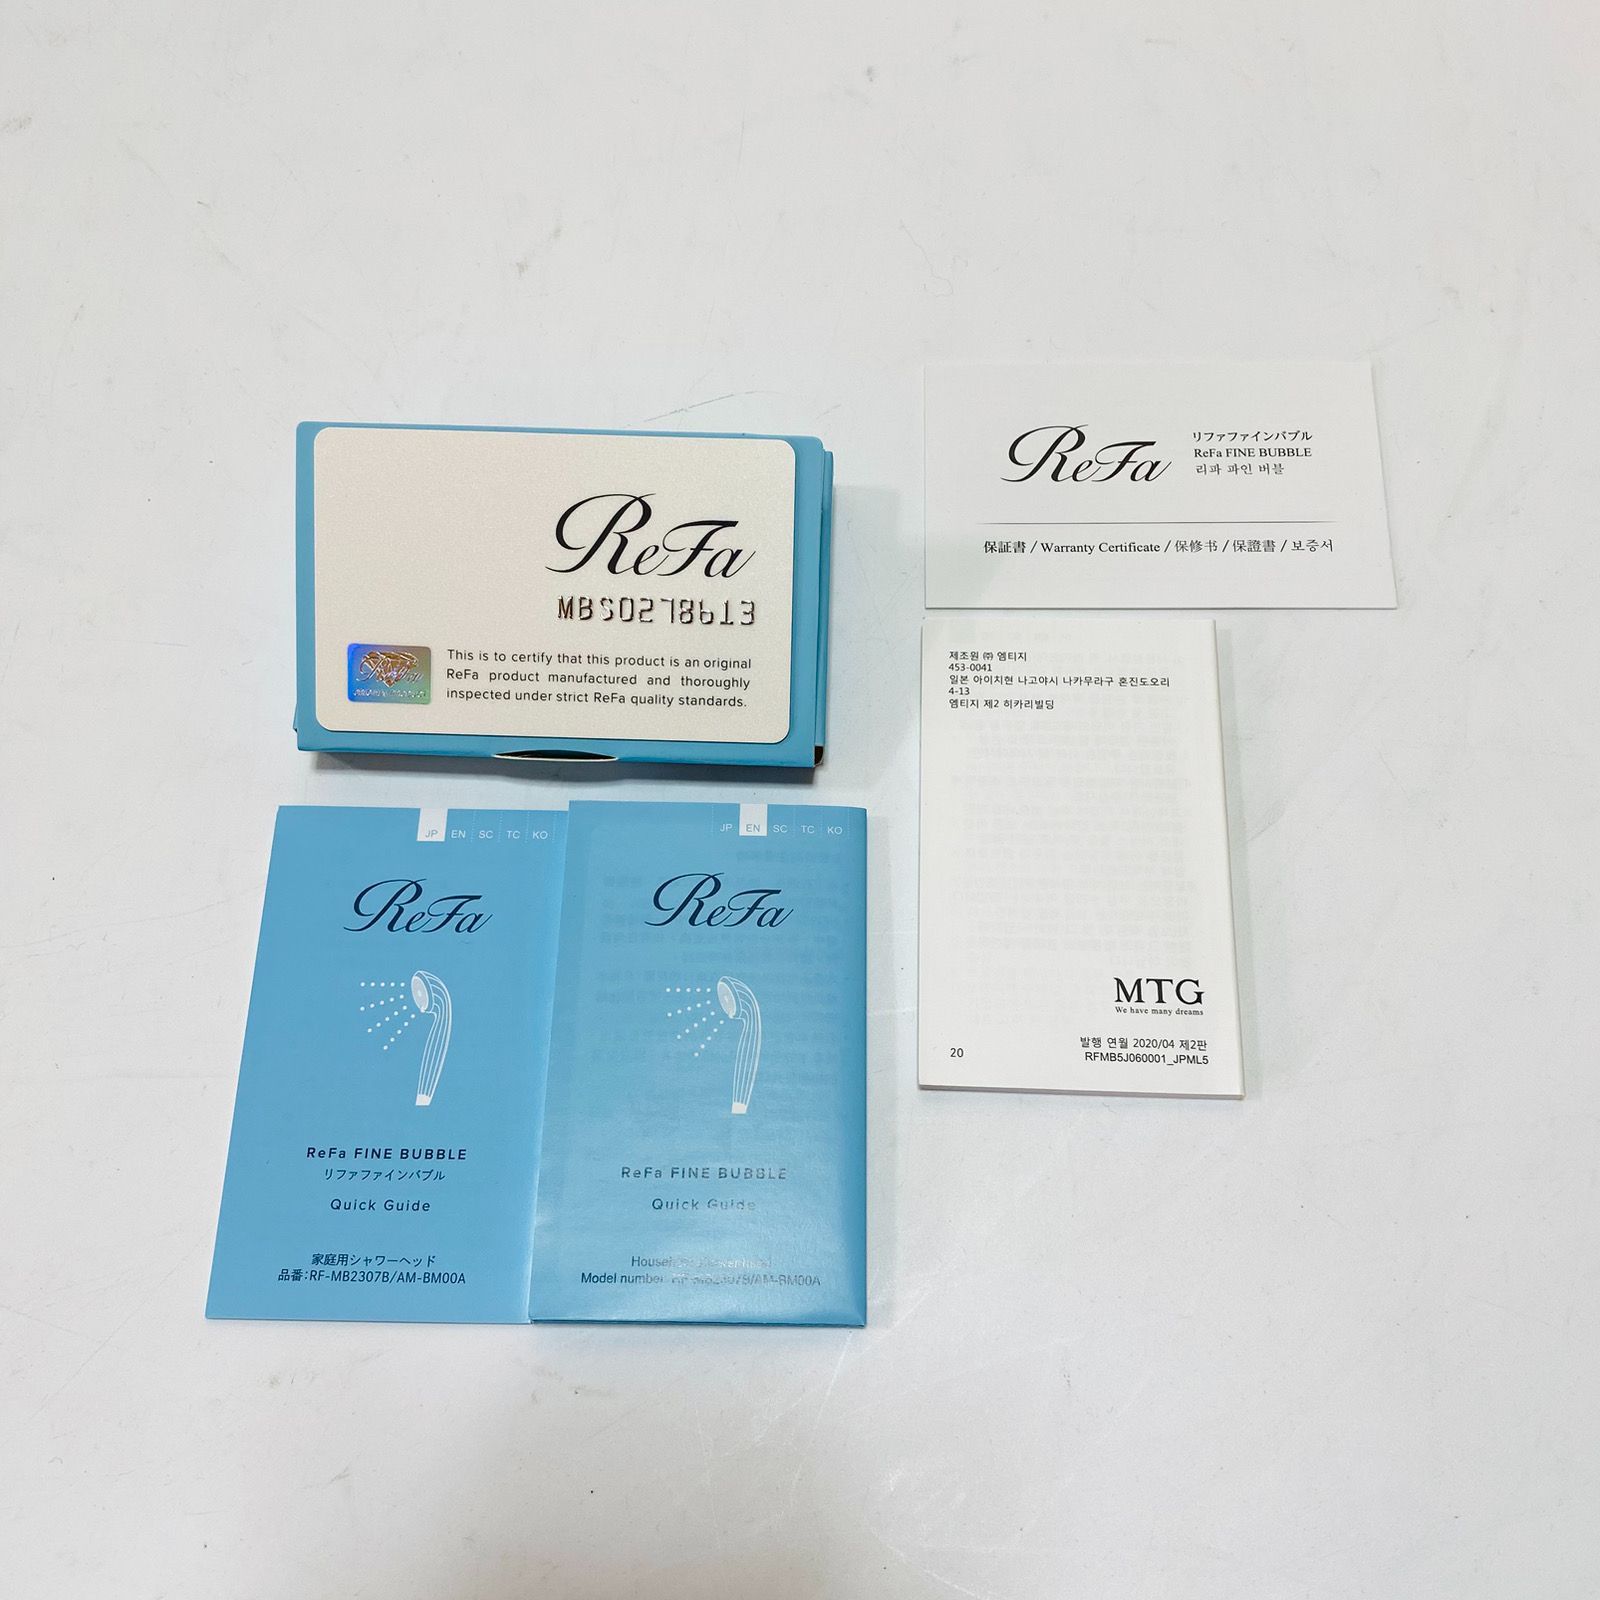 ReFa
MBS0278613
This is to certify that this product is an original
ReFa product manufactured and thoroughly
inspected under strict ReFa quality standards.
ReFa
リファファインバブル
ReFa FINE BUBBLE
리파 파인 버블
保証書 / Warranty Certificate / 保修书 / 保證書 / 보증서
제조원 ㈜ 엠티지
453-0041
일본 아이치현 나고야시 나카무라구 혼진도오리
4-13
엠티지 제2 히카리빌딩
MTG
We have many dreams
발행 연월 2020/04 제2판
20
RFMB5J060001_JPML5
JP EN SC TC KO
ReFa
ReFa FINE BUBBLE
リファファインバブル
Quick Guide
家庭用シャワーヘッド
品番:RF-MB2307B/AM-BM00A
JP EN SC TC KO
ReFa
ReFa FINE BUBBLE
Quick Guide
Model number: RF-MB2307B/AM-BM00A